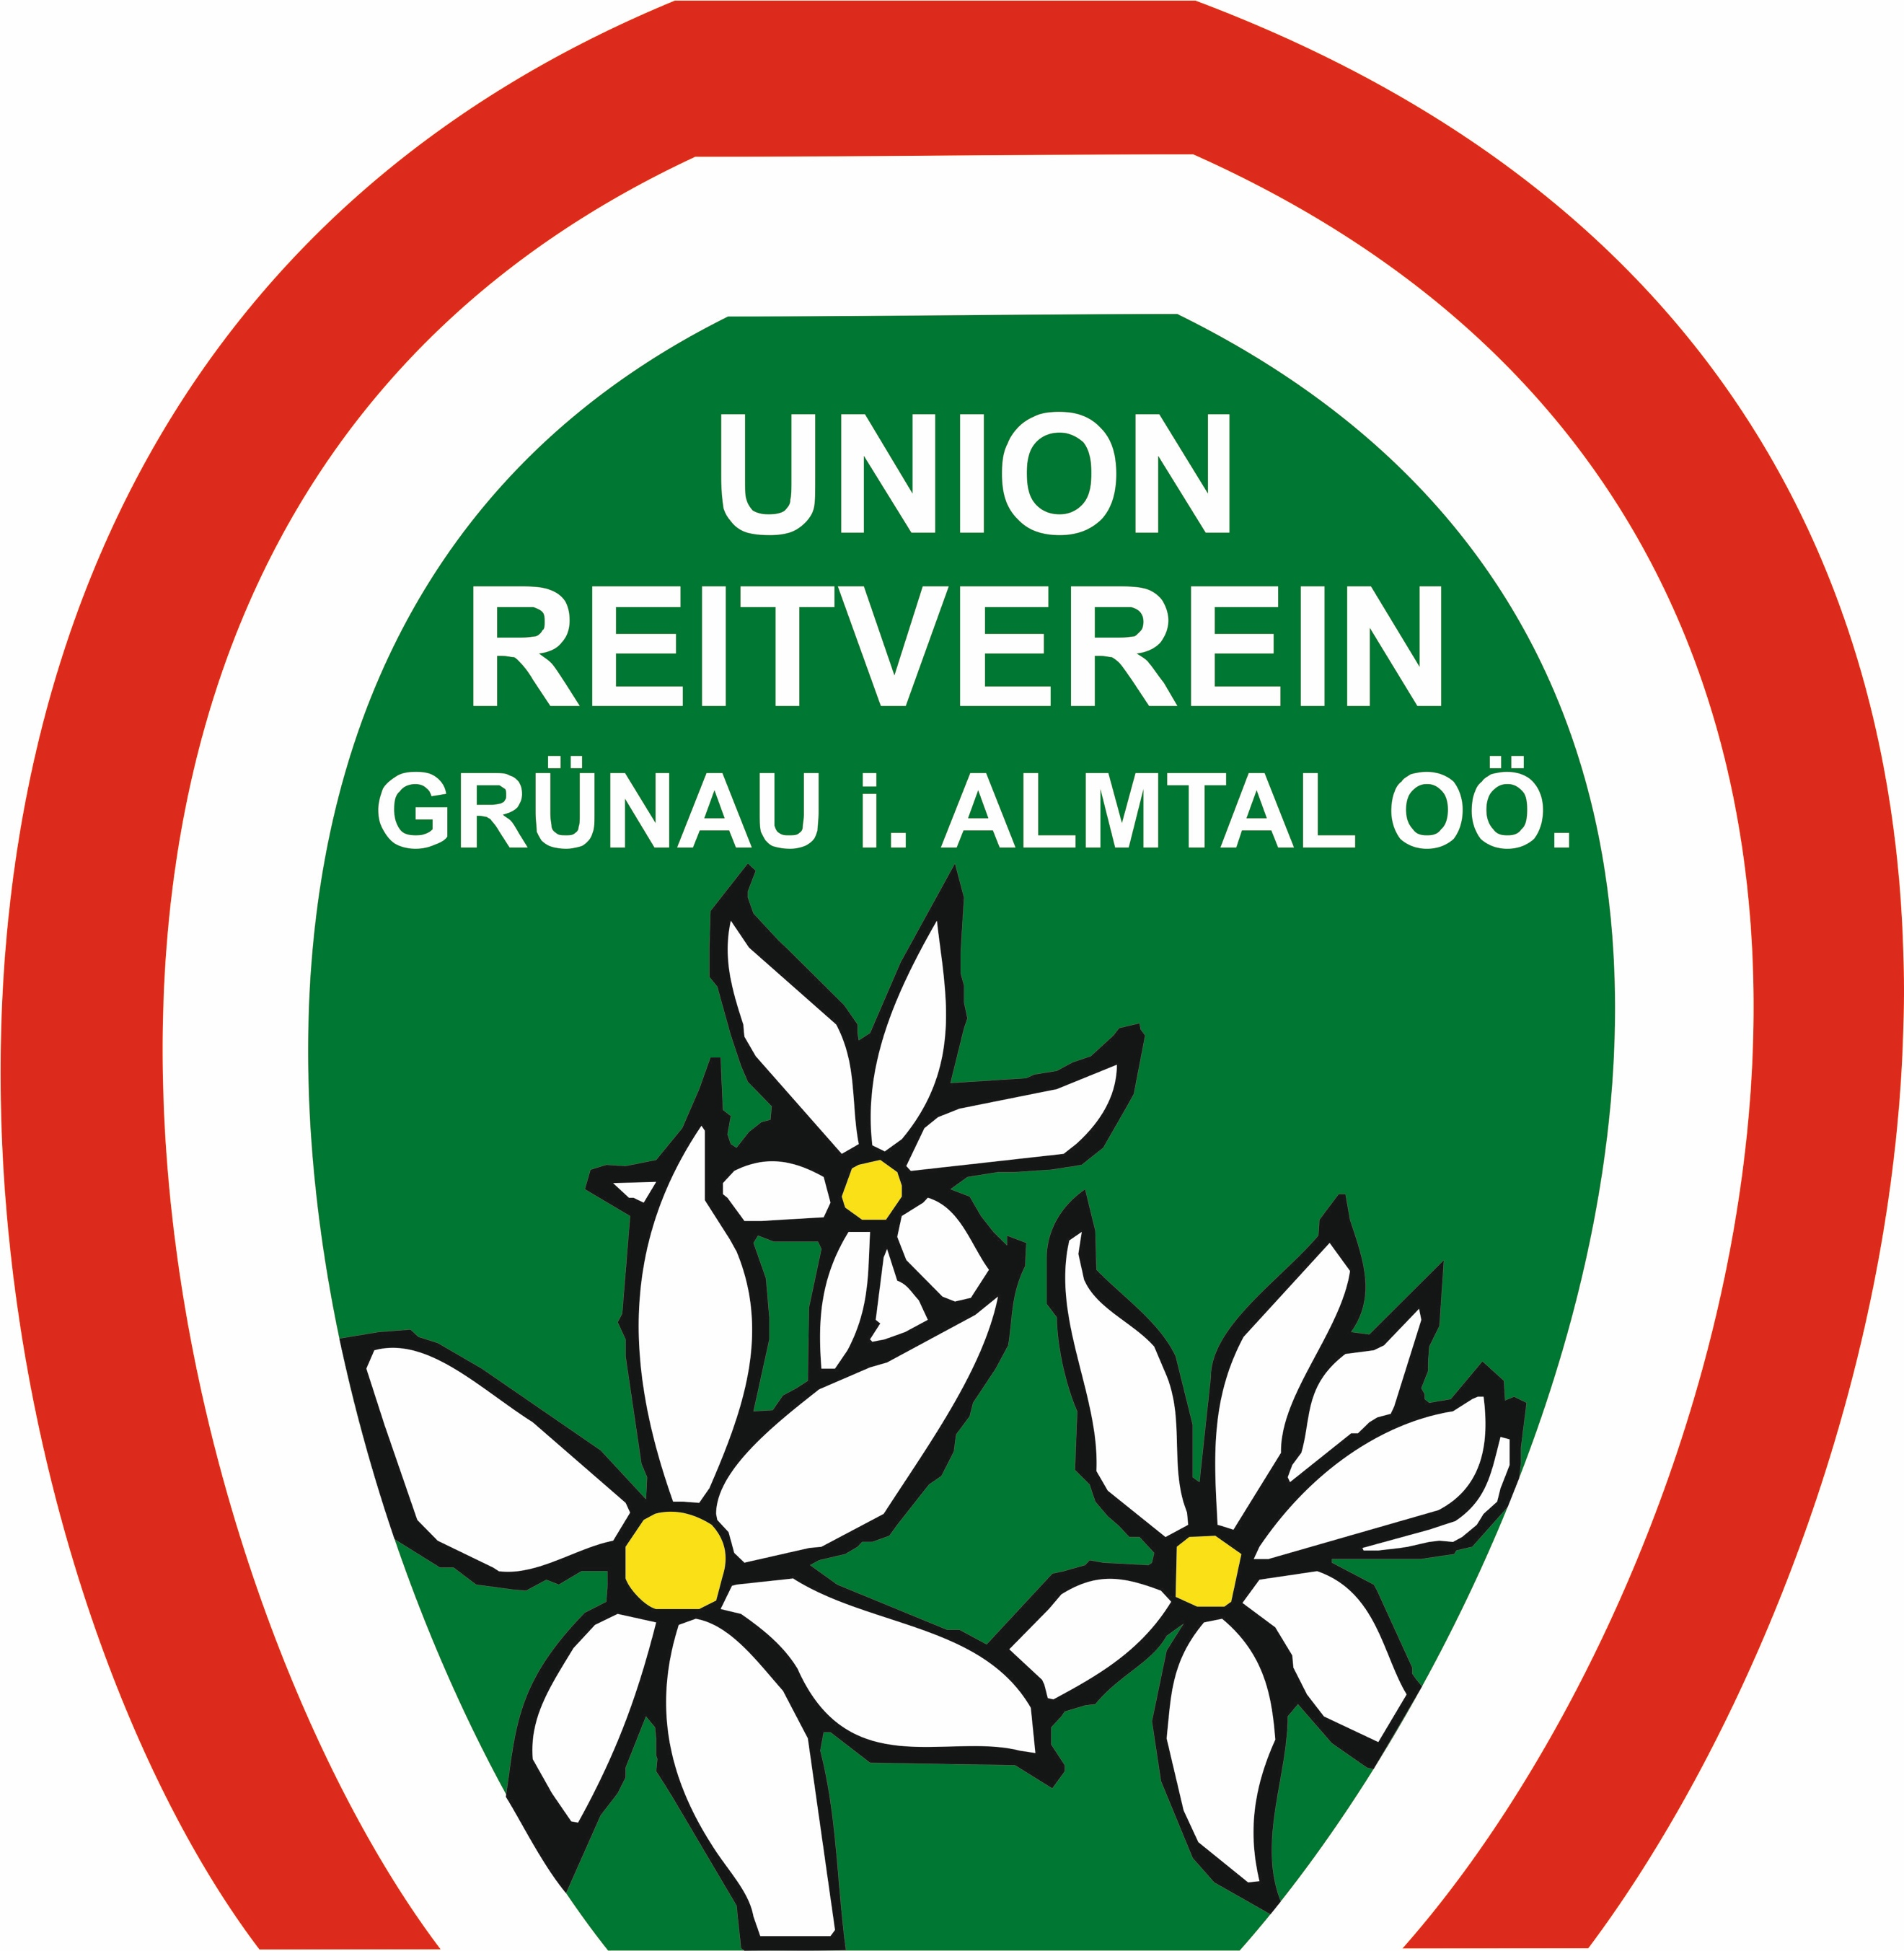 UNION
REITVEREIN
GRÜNAU i. ALMTAL OÖ.